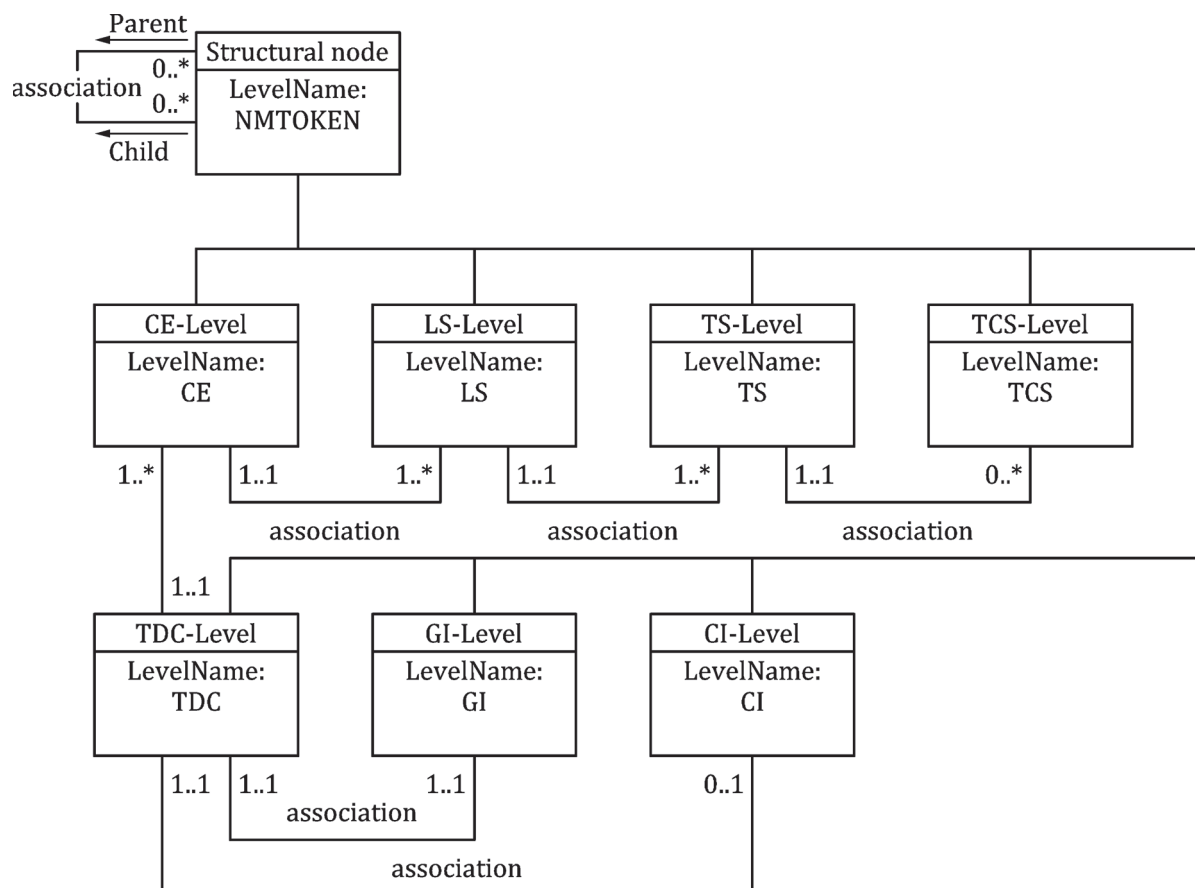 Parent
Structural node
0..*
association
LevelName:
0..*
NMTOKEN
Child
CE-Level
LS-Level
TS-Level
TCS-Level
LevelName:
CE
LevelName:
LS
LevelName:
TS
LevelName:
TCS
1..*
1..1
1..*
1..1
1..*
1..1
0..*
association
association
association
1..1
TDC-Level
GI-Level
CI-Level
LevelName:
TDC
LevelName:
GI
LevelName:
CI
1..1
1..1
1..1
0..1
association
association